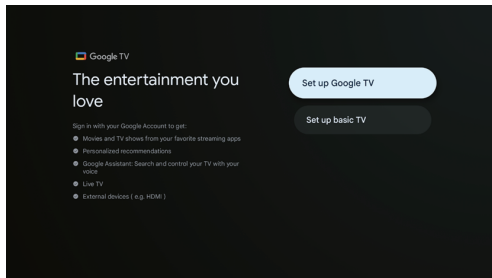 Google TV
The entertainment you
love
Sign in with your Google Account to get:
Movies and TV shows from your favorite streaming apps
Personalized recommendations
Google Assistant: Search and control your TV with your
voice
Live TV
External devices ( e.g. HDMI )
Set up Google TV
Set up basic TV